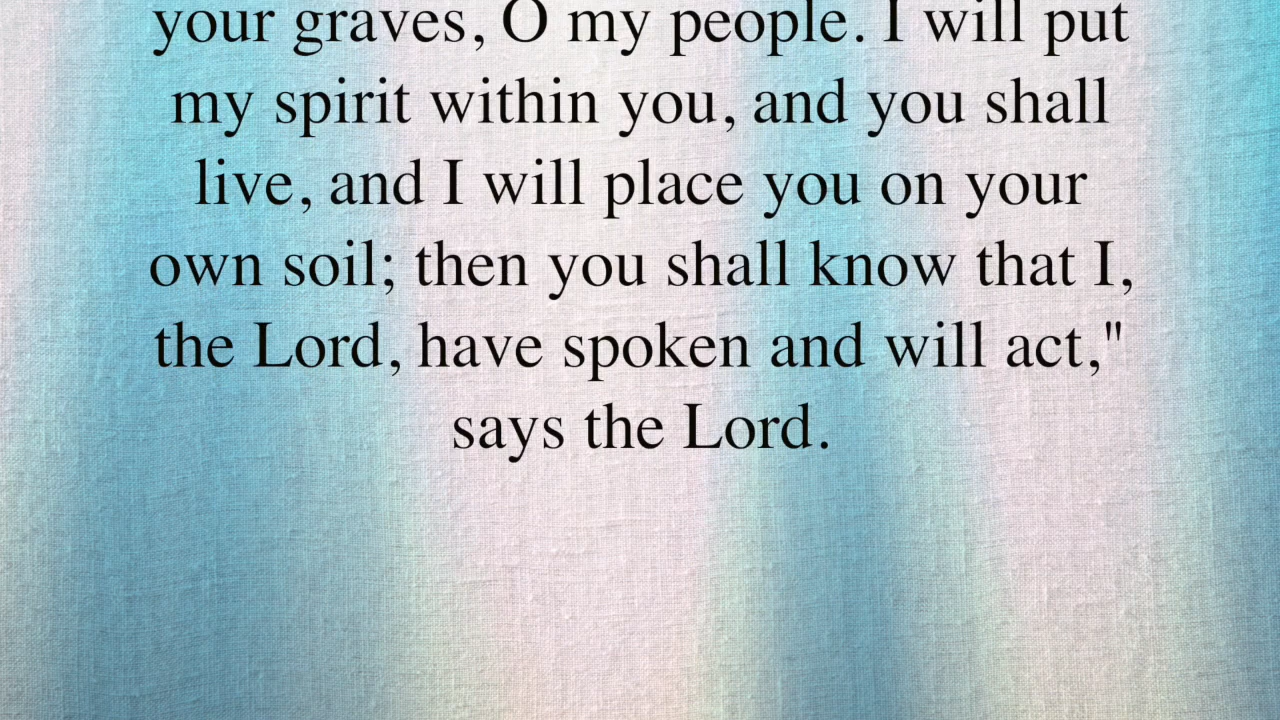 your graves, O my people. I will put
my spirit within you, and you shall
live, and I will place you on your
own soil; then you shall know that I,
the Lord, have spoken and will act,"
says the Lord.